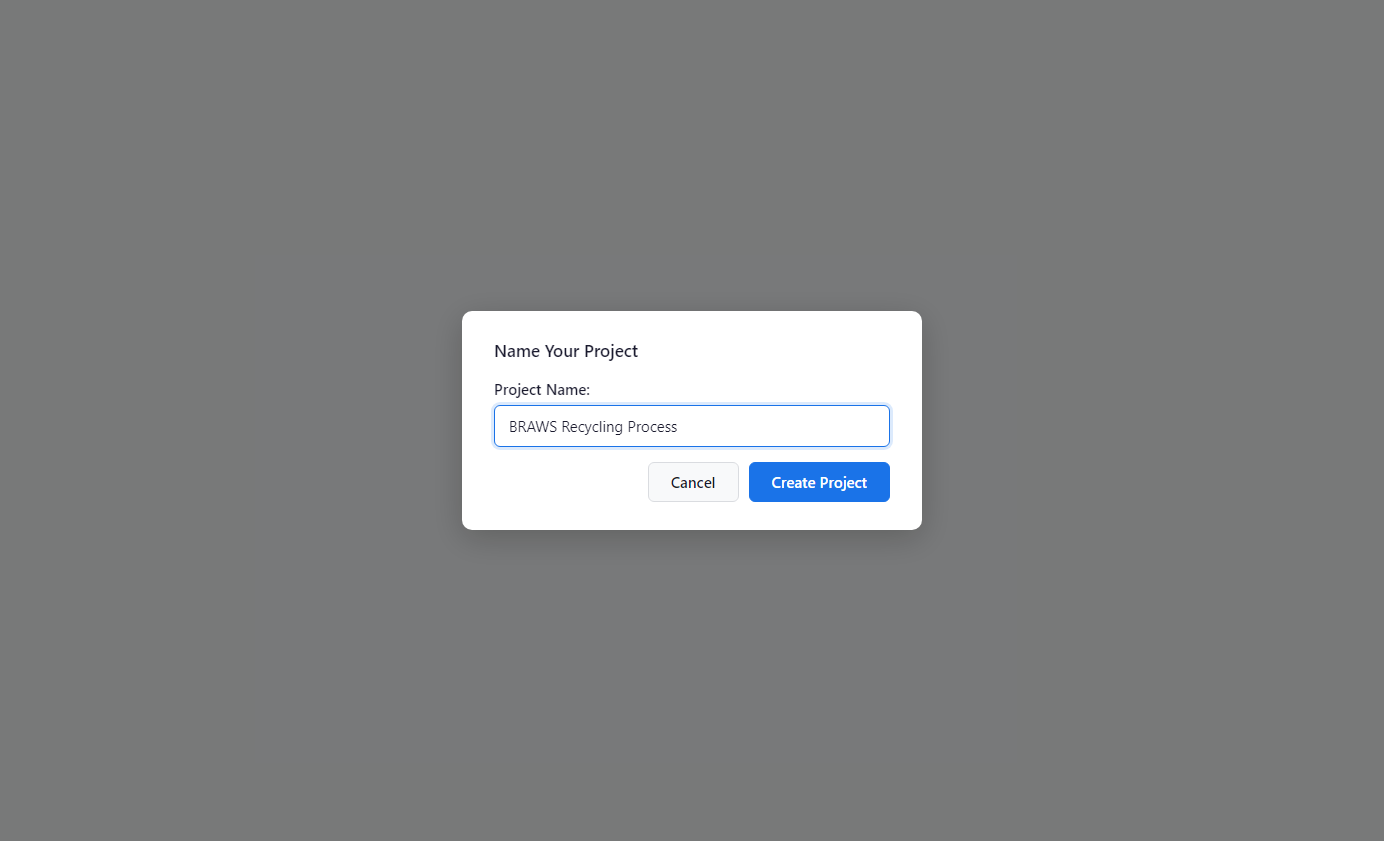 Name Your Project
Project Name:
BRAWS Recycling Process
Cancel
Create Project